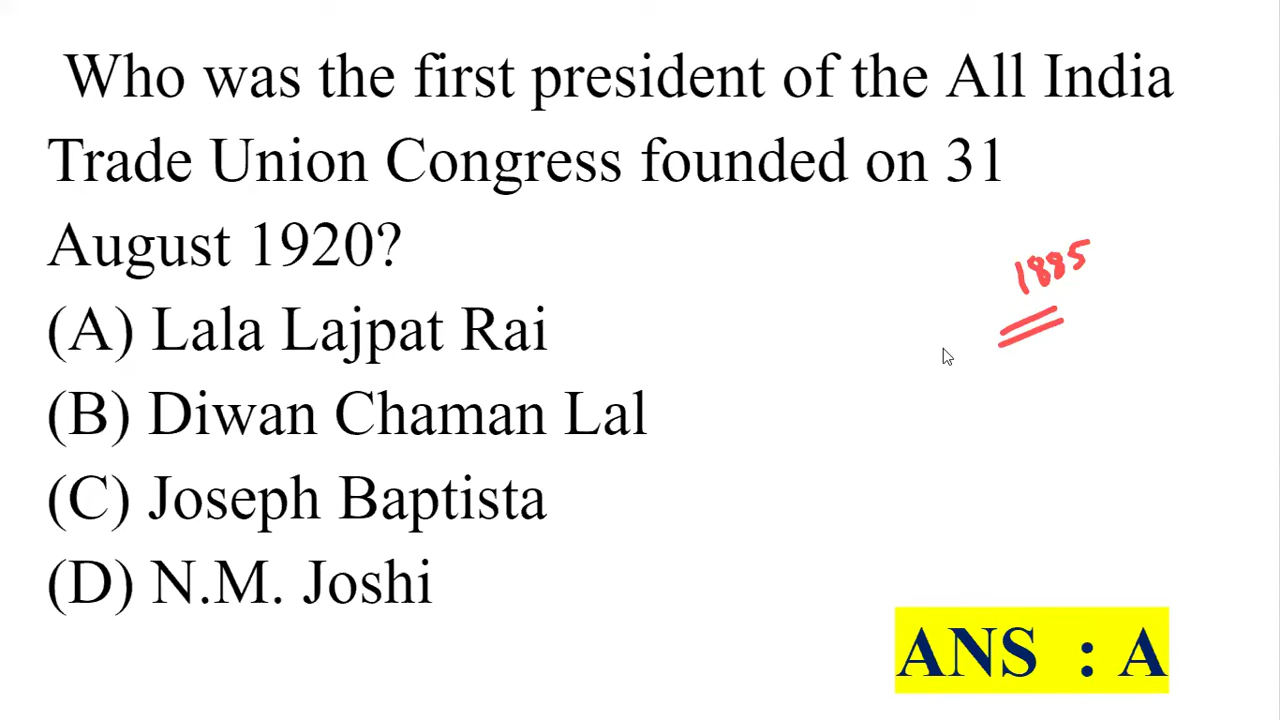 Who was the first president of the All India
Trade Union Congress founded on 31
August 1920?
1885
(A) Lala Lajpat Rai
(B) Diwan Chaman Lal
(C) Joseph Baptista
(D) N.M. Joshi
ANS : A